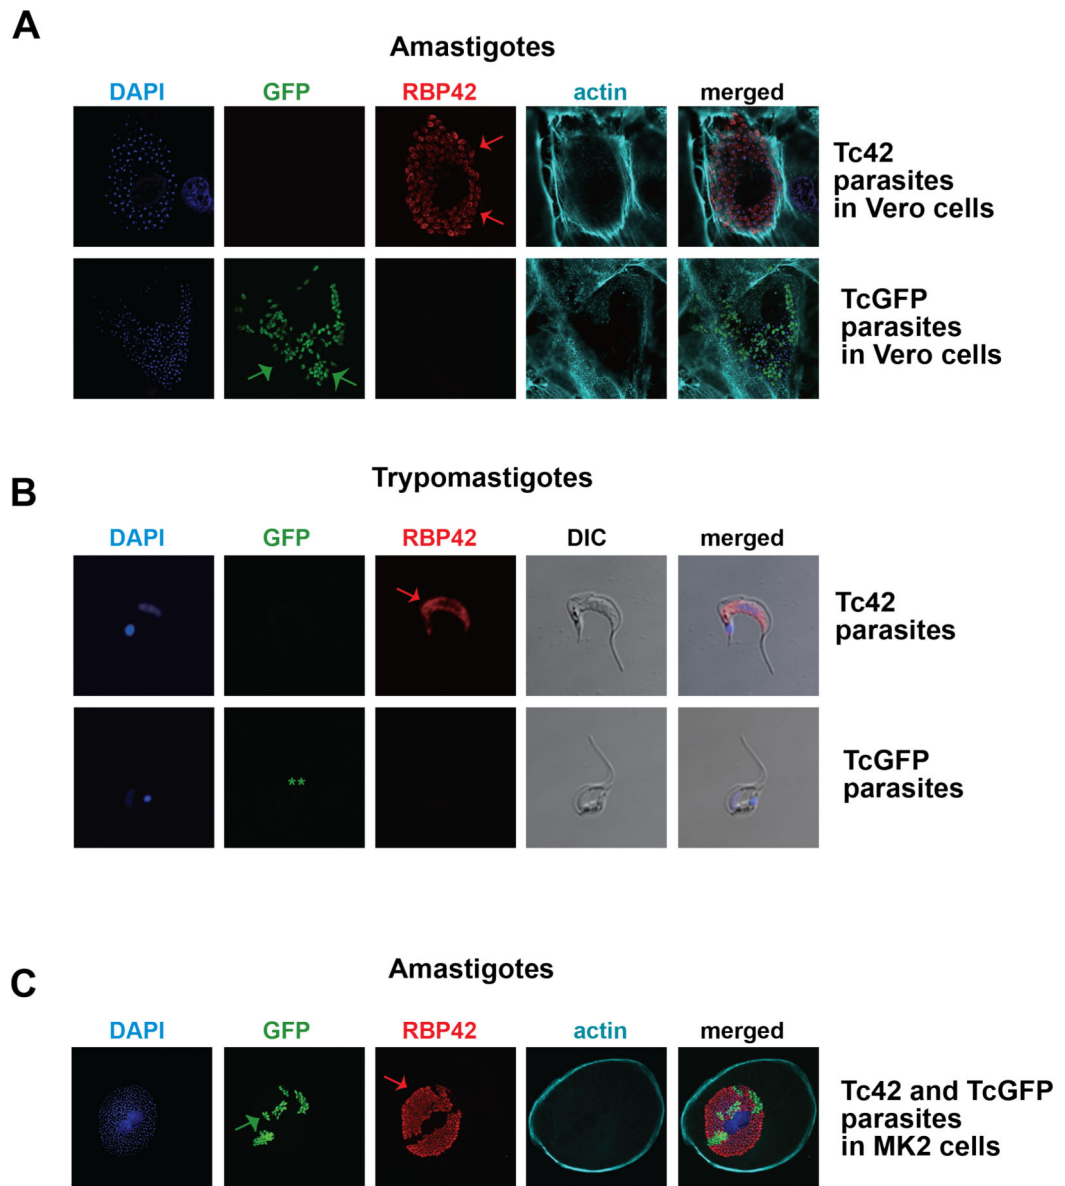 A
Amastigotes
DAPI GFP RBP42 actin merged
Tc42
parasites
in Vero cells
TcGFP
parasites
in Vero cells
B
Trypomastigotes
DAPI GFP RBP42 DIC merged
Tc42
parasites
**
TcGFP
parasites
C
Amastigotes
DAPI GFP RBP42 actin merged
Tc42 and TcGFP
parasites
in MK2 cells